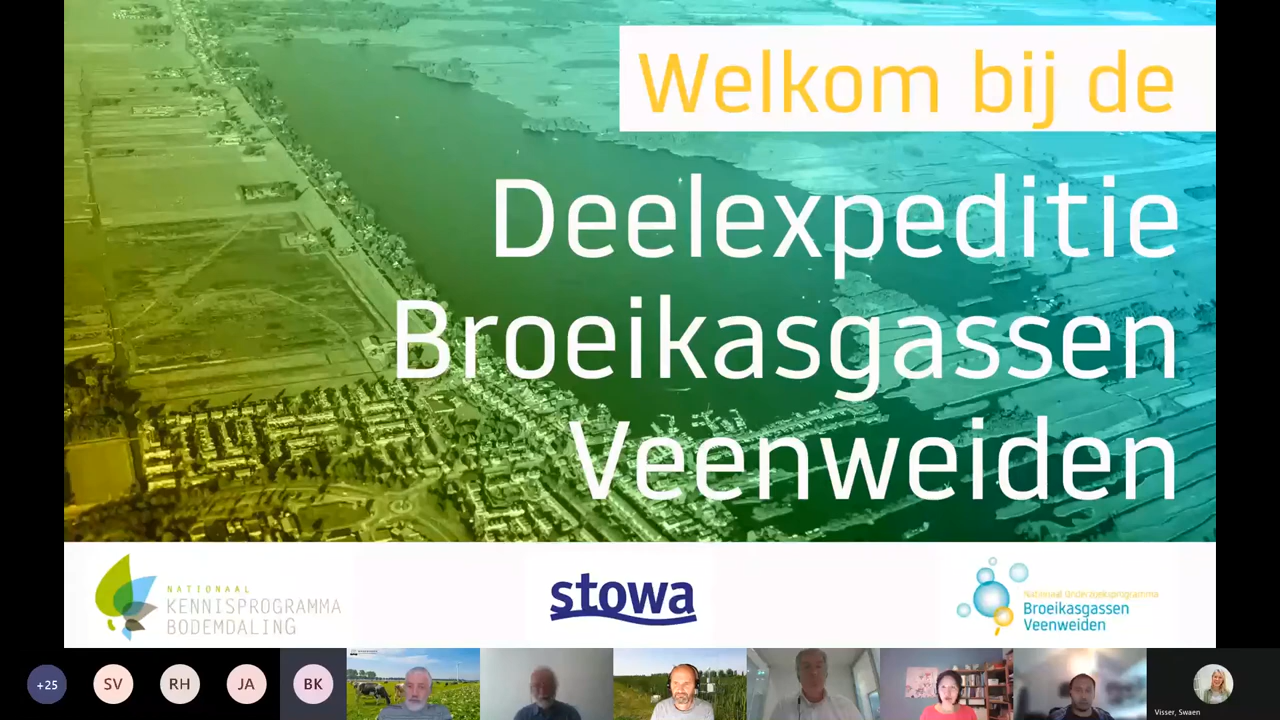 Welkom bij de
Deelexpeditie
Broeikasgassen
Veenweiden
NATIONAAL
KENNISPROGRAMMA
BODEMDALING
stowa
Nationaal Onderzoeksprogramma
Broeikasgassen
Veenweiden
+25
SV
RH
JA
BK
Visser, Swaen